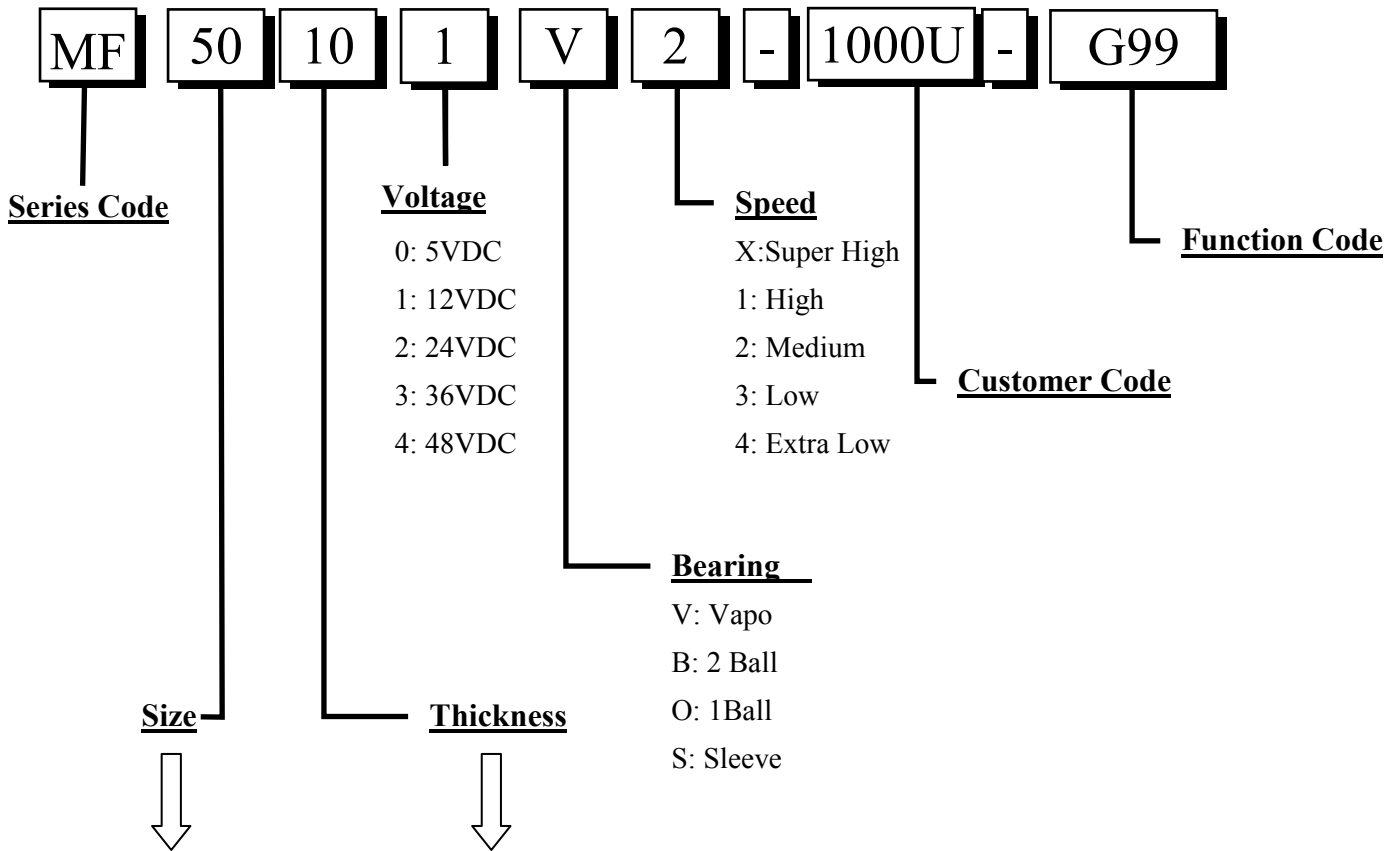 MF 50 10 1 V 2 - 1000U - G99
Series Code
Voltage
0: 5VDC
1: 12VDC
2: 24VDC
3: 36VDC
4: 48VDC
Speed
X:Super High
1: High
2: Medium
3: Low
4: Extra Low
Function Code
Customer Code
Bearing
V: Vapo
B: 2 Ball
O: 1Ball
S: Sleeve
Size
Thickness